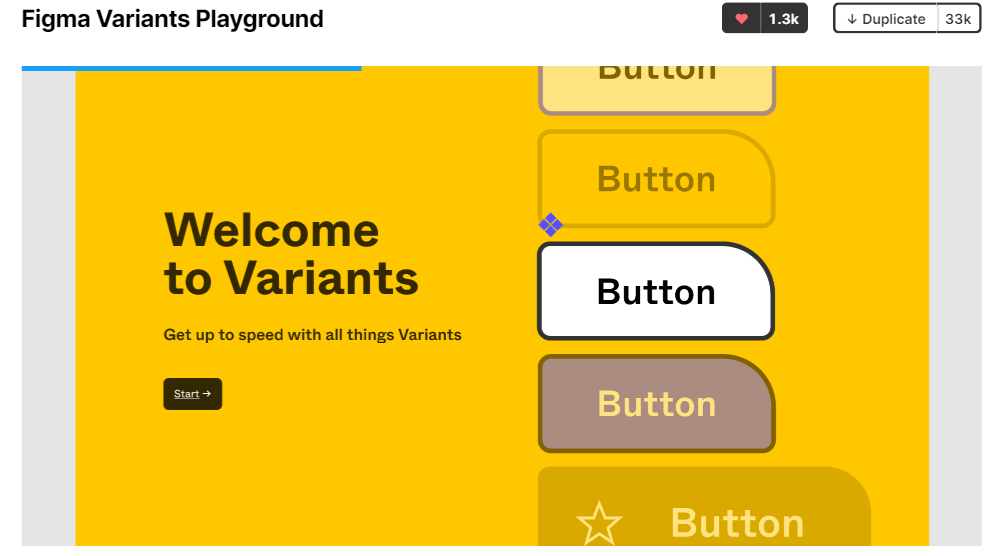 Figma Variants Playground
1.3k
↓ Duplicate 33k
Button
Button
Welcome
to Variants
Button
Get up to speed with all things Variants
Start →
Button
Button